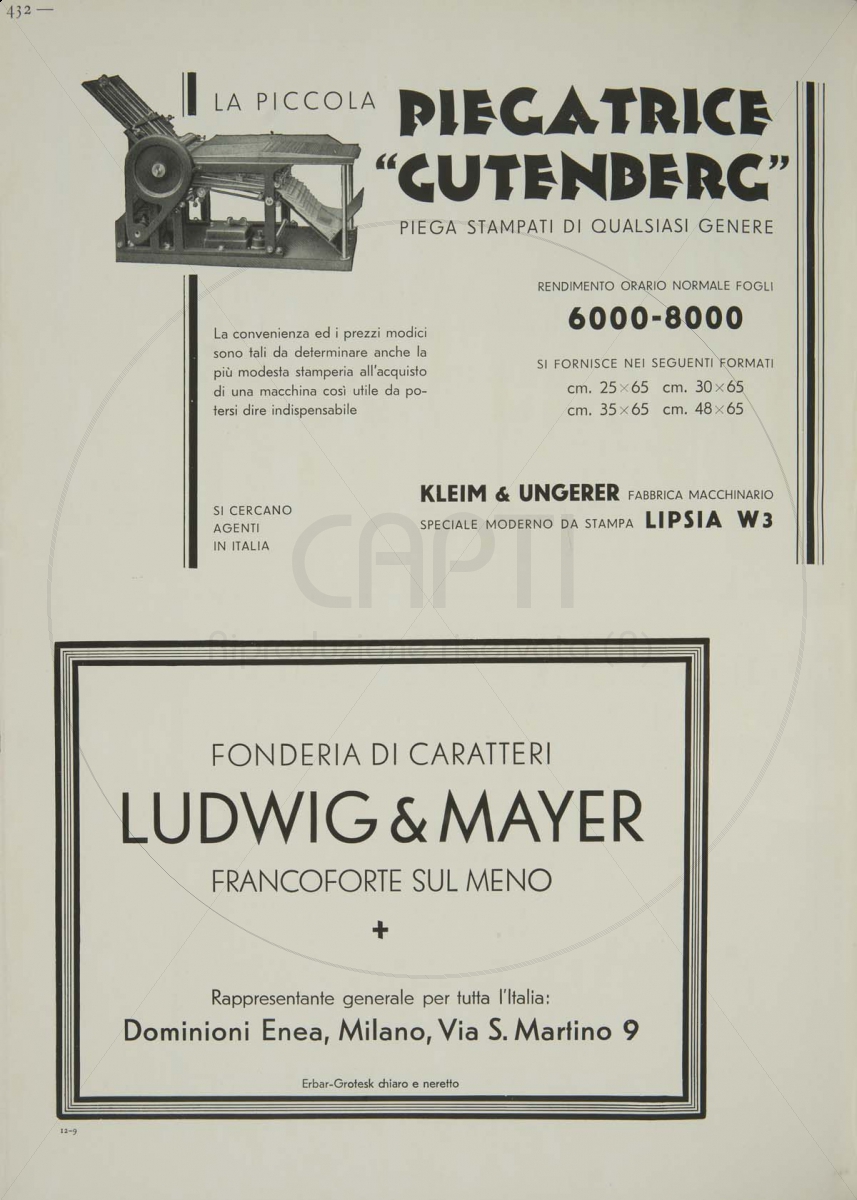 432 —
LA PICCOLA PIEGATRICE
“GUTENBERG”
PIEGA STAMPATI DI QUALSIASI GENERE
RENDIMENTO ORARIO NORMALE FOGLI
6000-8000
La convenienza ed i prezzi modici
sono tali da determinare anche la
più modesta stamperia all'acquisto
di una macchina così utile da po-
tersi dire indispensabile
SI FORNISCE NEI SEGUENTI FORMATI
cm. 25×65 cm. 30×65
cm. 35×65 cm. 48×65
KLEIM & UNGERER FABBRICA MACCHINARIO
SPECIALE MODERNO DA STAMPA LIPSIA W3
SI CERCANO
AGENTI
IN ITALIA
CAPTI
FONDERIA DI CARATTERI
LUDWIG & MAYER
FRANCOFORTE SUL MENO
+
Rappresentante generale per tutta l'Italia:
Dominioni Enea, Milano, Via S. Martino 9
Erbar-Grotesk chiaro e neretto
12-9